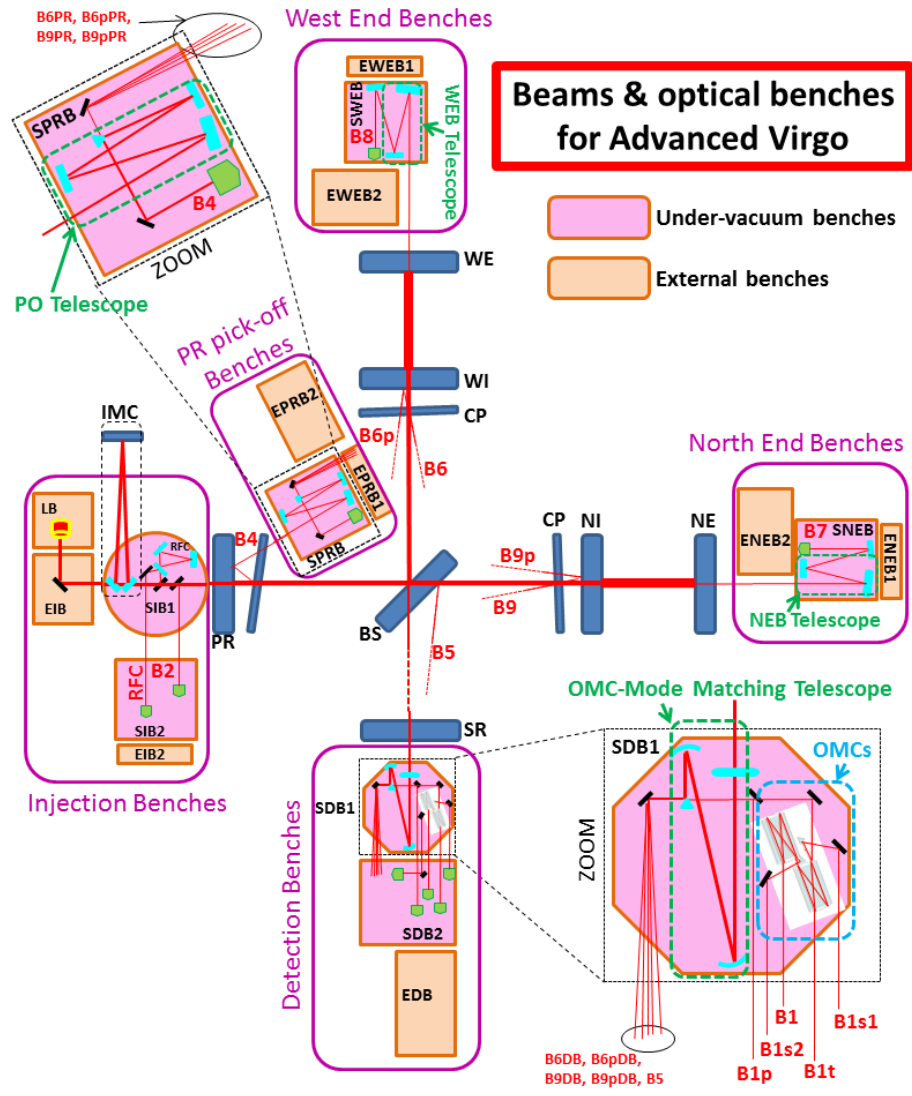 B6PR, B6pPR,
B9PR, B9pPR
West End Benches
EWEB1
SWEB
B8
WEB Telescope
EWEB2
Beams & optical benches
for Advanced Virgo
Under-vacuum benches
External benches
SPRB
B4
ZOOM
PO Telescope
WE
PR pick-off
Benches
WI
CP
EPRB2
B6p
B6
IMC
EPRB1
SPRB
North End Benches
LB
RFC
EIB
SIB1
B4
PR
BS
CP
NI
NE
B9p
B9
B5
ENEB2
B7
SNEB
ENEB1
NEB Telescope
RFC
B2
SIB2
EIB2
Injection Benches
SR
OMC-Mode Matching Telescope
SDB1
OMCs
SDB1
ZOOM
Detection Benches
SDB2
EDB
B1
B1s1
B1s2
B1p
B1t
B6DB, B6pDB,
B9DB, B9pDB, B5